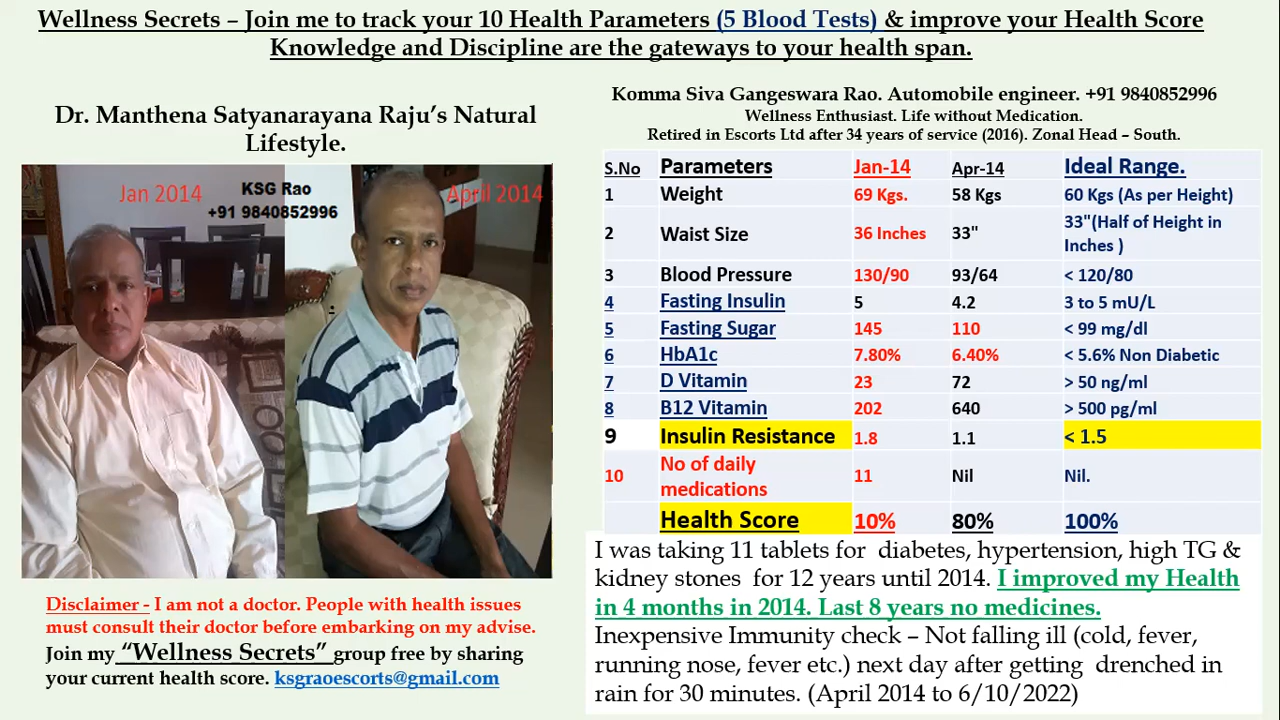 Wellness Secrets – Join me to track your 10 Health Parameters (5 Blood Tests) & improve your Health Score
Knowledge and Discipline are the gateways to your health span.
Dr. Manthena Satyanarayana Raju's Natural
Lifestyle.
Jan 2014
KSG Rao
+91 9840852996
April 2014
Disclaimer - I am not a doctor. People with health issues
must consult their doctor before embarking on my advise.
Join my "Wellness Secrets" group free by sharing
your current health score. ksgraoescorts@gmail.com
Komma Siva Gangeswara Rao. Automobile engineer. +91 9840852996
Wellness Enthusiast. Life without Medication.
Retired in Escorts Ltd after 34 years of service (2016). Zonal Head – South.
S.No Parameters Jan-14 Apr-14 Ideal Range.
1 Weight 69 Kgs. 58 Kgs 60 Kgs (As per Height)
2 Waist Size 36 Inches 33" 33"(Half of Height in
Inches )
3 Blood Pressure 130/90 93/64 < 120/80
4 Fasting Insulin 5 4.2 3 to 5 mU/L
5 Fasting Sugar 145 110 < 99 mg/dl
6 HbA1c 7.80% 6.40% < 5.6% Non Diabetic
7 D Vitamin 23 72 > 50 ng/ml
8 B12 Vitamin 202 640 > 500 pg/ml
9 Insulin Resistance 1.8 1.1 < 1.5
10 No of daily
medications 11 Nil Nil.
Health Score 10% 80% 100%
I was taking 11 tablets for diabetes, hypertension, high TG &
kidney stones for 12 years until 2014. I improved my Health
in 4 months in 2014. Last 8 years no medicines.
Inexpensive Immunity check – Not falling ill (cold, fever,
running nose, fever etc.) next day after getting drenched in
rain for 30 minutes. (April 2014 to 6/10/2022)